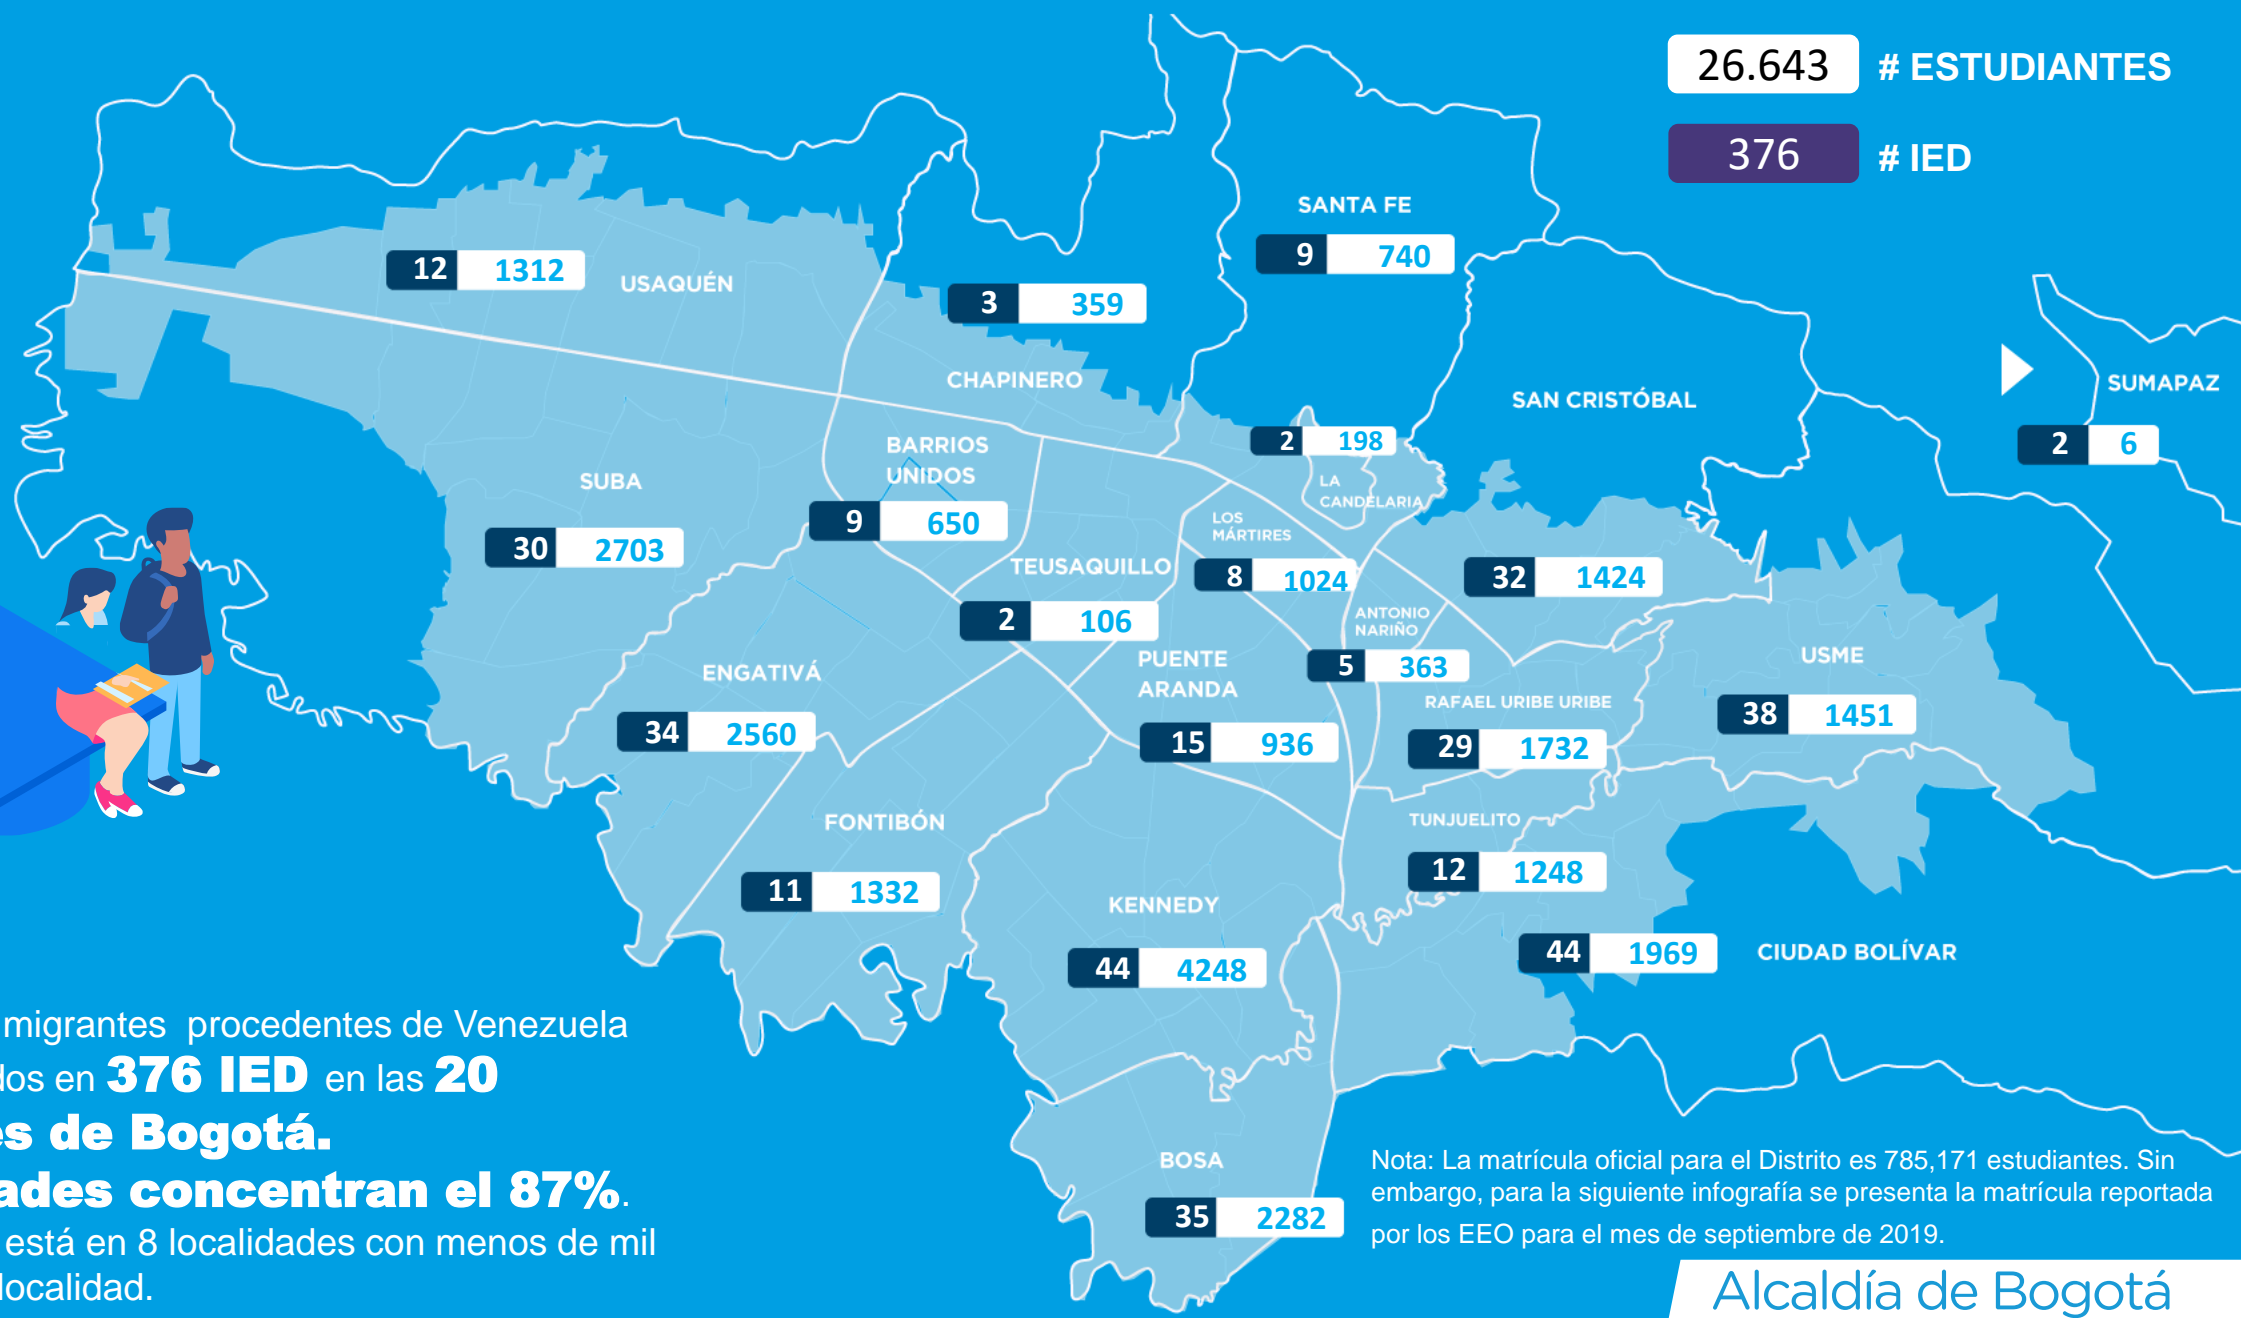 26.643 # ESTUDIANTES
376 # IED
SANTA FE
9 740
12 1312
USAQUÉN
3 359
CHAPINERO
SAN CRISTÓBAL
SUMAPAZ
2 6
2 198
LA
CANDELARIA
BARRIOS
UNIDOS
9 650
SUBA
30 2703
LOS
MÁRTIRES
8 1024
TEUSAQUILLO
2 106
32 1424
ANTONIO
NARIÑO
5 363
USME
38 1451
ENGATIVÁ
34 2560
PUENTE
ARANDA
15 936
RAFAEL URIBE URIBE
29 1732
FONTIBÓN
11 1332
TUNJUELITO
12 1248
KENNEDY
44 4248
44 1969
CIUDAD BOLÍVAR
BOSA
35 2282
migrantes procedentes de Venezuela
dos en 376 IED en las 20
es de Bogotá.
ades concentran el 87%.
está en 8 localidades con menos de mil
localidad.
Nota: La matrícula oficial para el Distrito es 785,171 estudiantes. Sin
embargo, para la siguiente infografía se presenta la matrícula reportada
por los EEO para el mes de septiembre de 2019.
Alcaldía de Bogotá